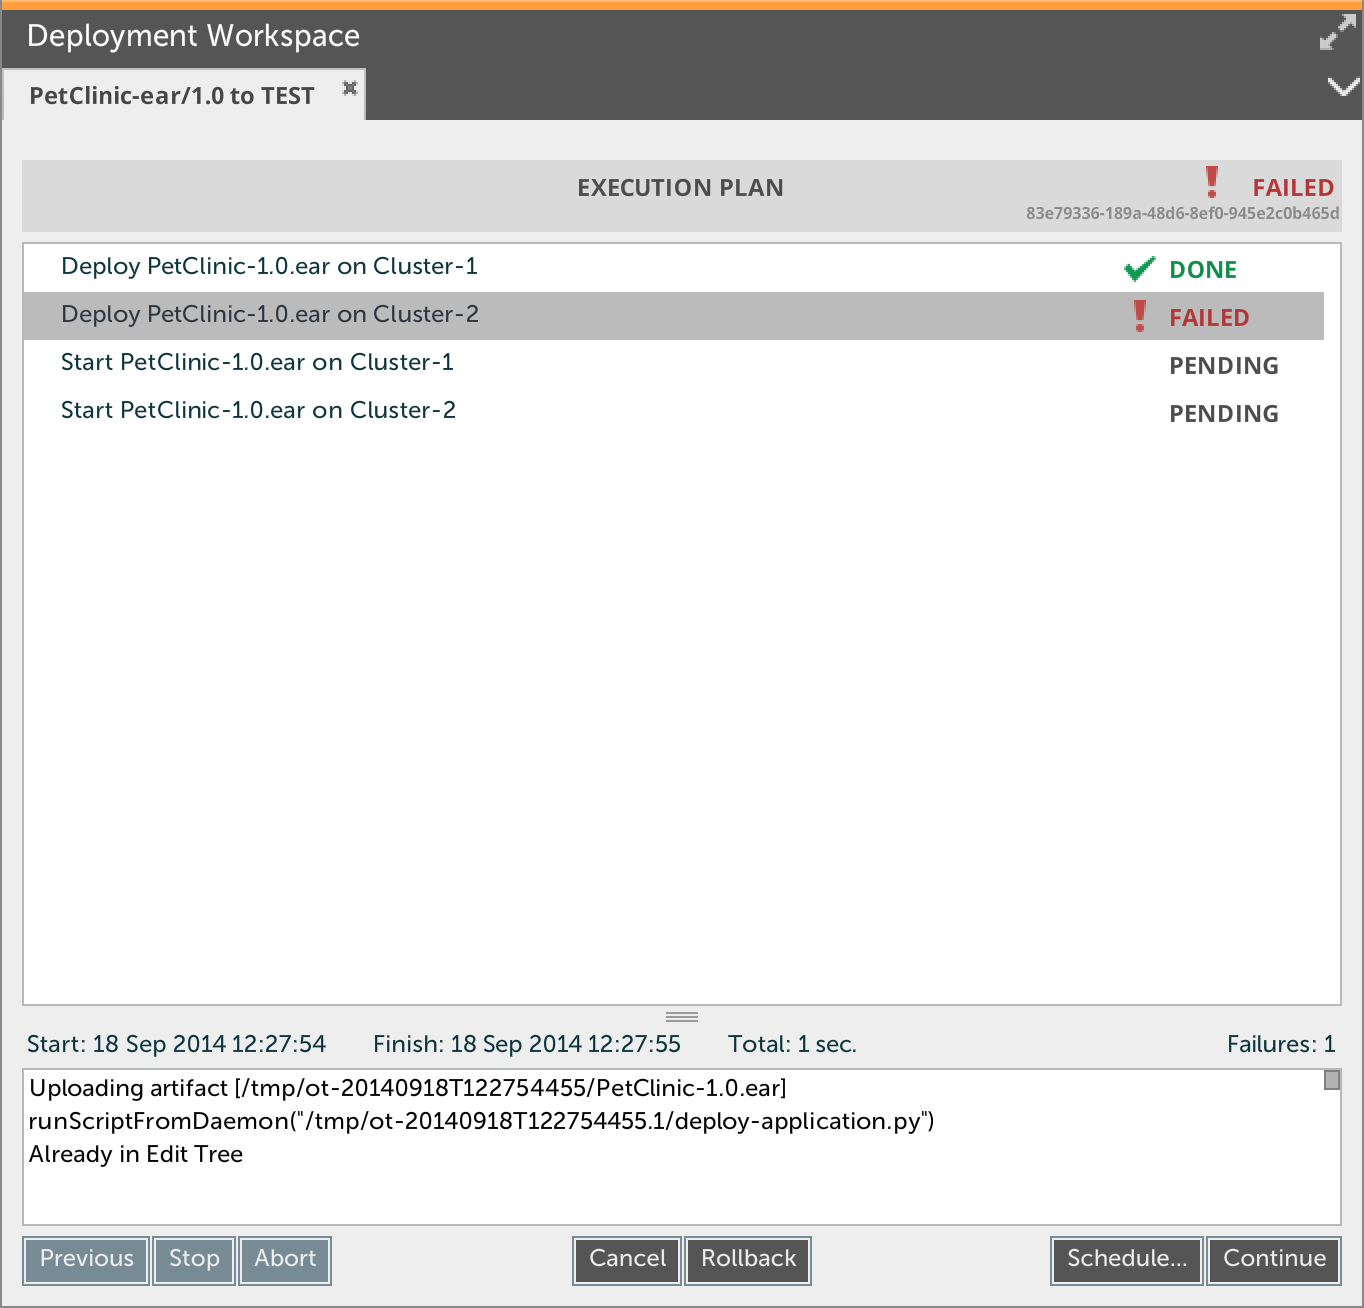 Deployment Workspace
PetClinic-ear/1.0 to TEST
EXECUTION PLAN
FAILED
83e79336-189a-48d6-8ef0-945e2c0b465d
Deploy PetClinic-1.0.ear on Cluster-1 DONE
Deploy PetClinic-1.0.ear on Cluster-2 FAILED
Start PetClinic-1.0.ear on Cluster-1 PENDING
Start PetClinic-1.0.ear on Cluster-2 PENDING
Start: 18 Sep 2014 12:27:54 Finish: 18 Sep 2014 12:27:55 Total: 1 sec. Failures: 1
Uploading artifact [/tmp/ot-20140918T122754455/PetClinic-1.0.ear]
runScriptFromDaemon("/tmp/ot-20140918T122754455.1/deploy-application.py")
Already in Edit Tree
Previous Stop Abort Cancel Rollback Schedule... Continue